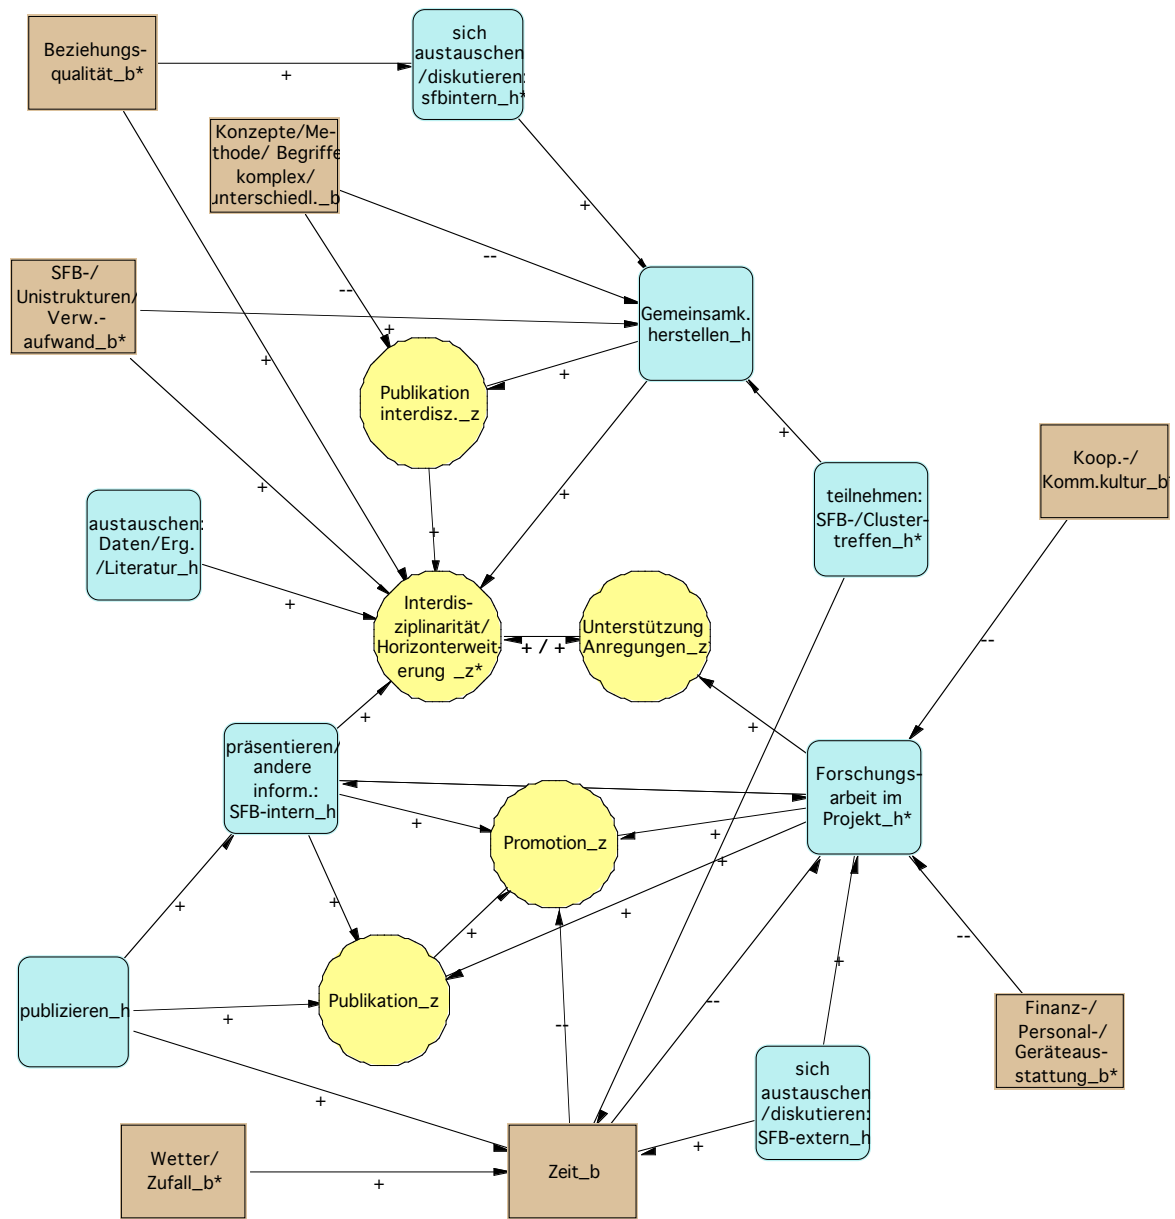 Beziehungs-
qualität_b*
+
sich
austauschen
/diskutieren:
sfbintern_h*
Konzepte/Me-
thode/ Begriffe
komplex/
unterschiedl._b
+
--
--
SFB-/
Unistrukturen/
Verw.-
aufwand_b*
+
Gemeinsamk.
herstellen_h
+
+
Publikation
interdisz._z
+
+
Koop.-/
Komm.kultur_b
teilnehmen:
SFB-/Cluster-
treffen_h*
+
+
+
austauschen:
Daten/Erg.
/Literatur_h
+
Interdis-
ziplinarität/
Horizonterweit-
erung _z*
+ / +
Unterstützung
Anregungen_z
--
+
+
präsentieren/
andere
inform.:
SFB-intern_h
Forschungs-
arbeit im
Projekt_h*
+
Promotion_z
+
+
+
+
+
+
--
+
publizieren_h
+
Publikation_z
--
--
+
Finanz-/
Personal-/
Geräteaus-
stattung_b*
sich
austauschen
/diskutieren:
SFB-extern_h
+
+
Wetter/
Zufall_b*
+
Zeit_b